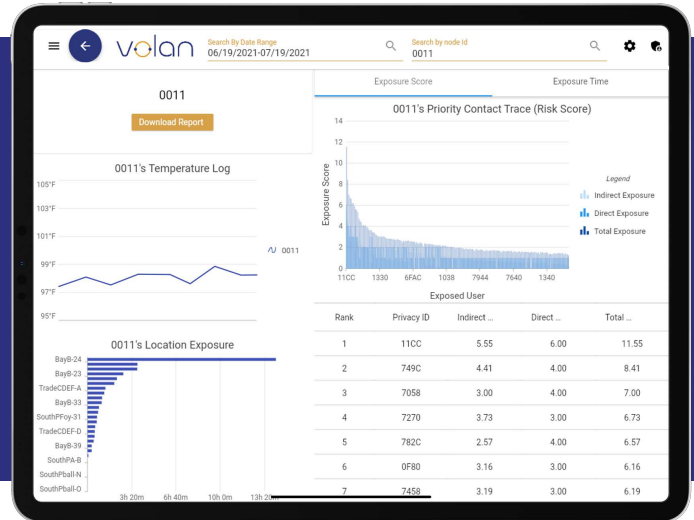 volan
Search By Date Range
06/19/2021-07/19/2021
Search by node Id
0011
0011
Download Report
Exposure Score
Exposure Time
0011's Temperature Log
105°F
103°F
101°F
99°F
97°F
95°F
0011
0011's Priority Contact Trace (Risk Score)
Exposure Score
14
12
10
8
6
4
2
0
11CC 1330 6FAC 1038 7944 7640 1340
Exposed User
Legend
Indirect Exposure
Direct Exposure
Total Exposure
0011's Location Exposure
BayB-24
BayB-23
TradeCDEF-A
BayB-33
SouthPFoy-31
TradeCDEF-D
BayB-39
SouthPA-B
SouthPball-N
SouthPball-O
3h 20m 6h 40m 10h 0m 13h 20m
Rank Privacy ID Indirect ... Direct ... Total ...
1 11CC 5.55 6.00 11.55
2 749C 4.41 4.00 8.41
3 7058 3.00 4.00 7.00
4 7270 3.73 3.00 6.73
5 782C 2.57 4.00 6.57
6 0F80 3.16 3.00 6.16
7 7458 3.19 3.00 6.19